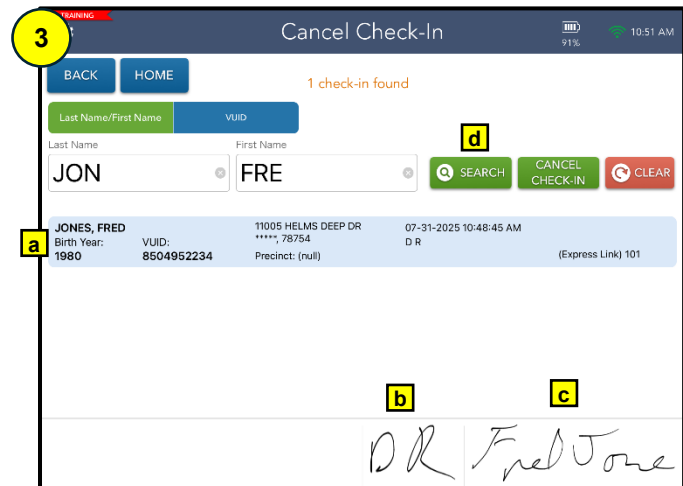 TRAINING
3
Cancel Check-In
91%
10:51 AM
BACK
HOME
1 check-in found
Last Name/First Name
VUID
d
Last Name
First Name
JON
FRE
SEARCH
CANCEL CHECK-IN
CLEAR
a
JONES, FRED
Birth Year:
1980
VUID:
8504952234
11005 HELMS DEEP DR
*****, 78754
Precinct: (null)
07-31-2025 10:48:45 AM
D R
(Express Link) 101
b
c
DR
Fred Jone